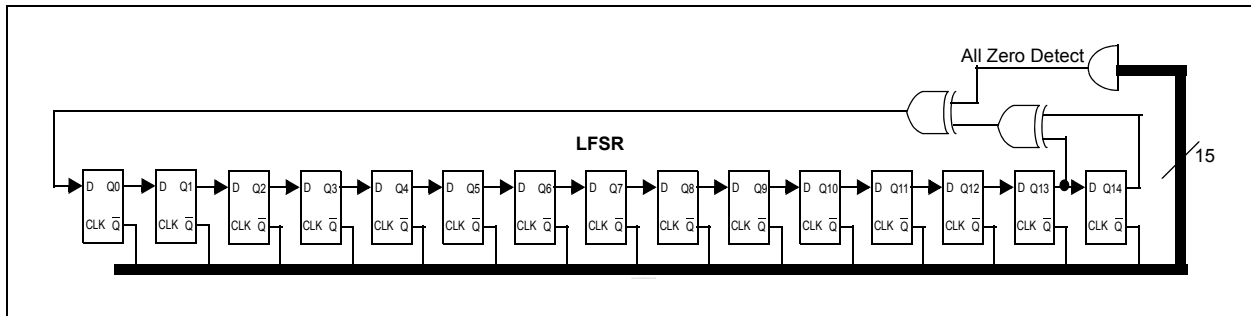 All Zero Detect
LFSR
15
D Q0 D Q1 D Q2 D Q3 D Q4 D Q5 D Q6 D Q7 D Q8 D Q9 D Q10 D Q11 D Q12 D Q13 D Q14
CLK Q̅ CLK Q̅ CLK Q̅ CLK Q̅ CLK Q̅ CLK Q̅ CLK Q̅ CLK Q̅ CLK Q̅ CLK Q̅ CLK Q̅ CLK Q̅ CLK Q̅ CLK Q̅ CLK Q̅